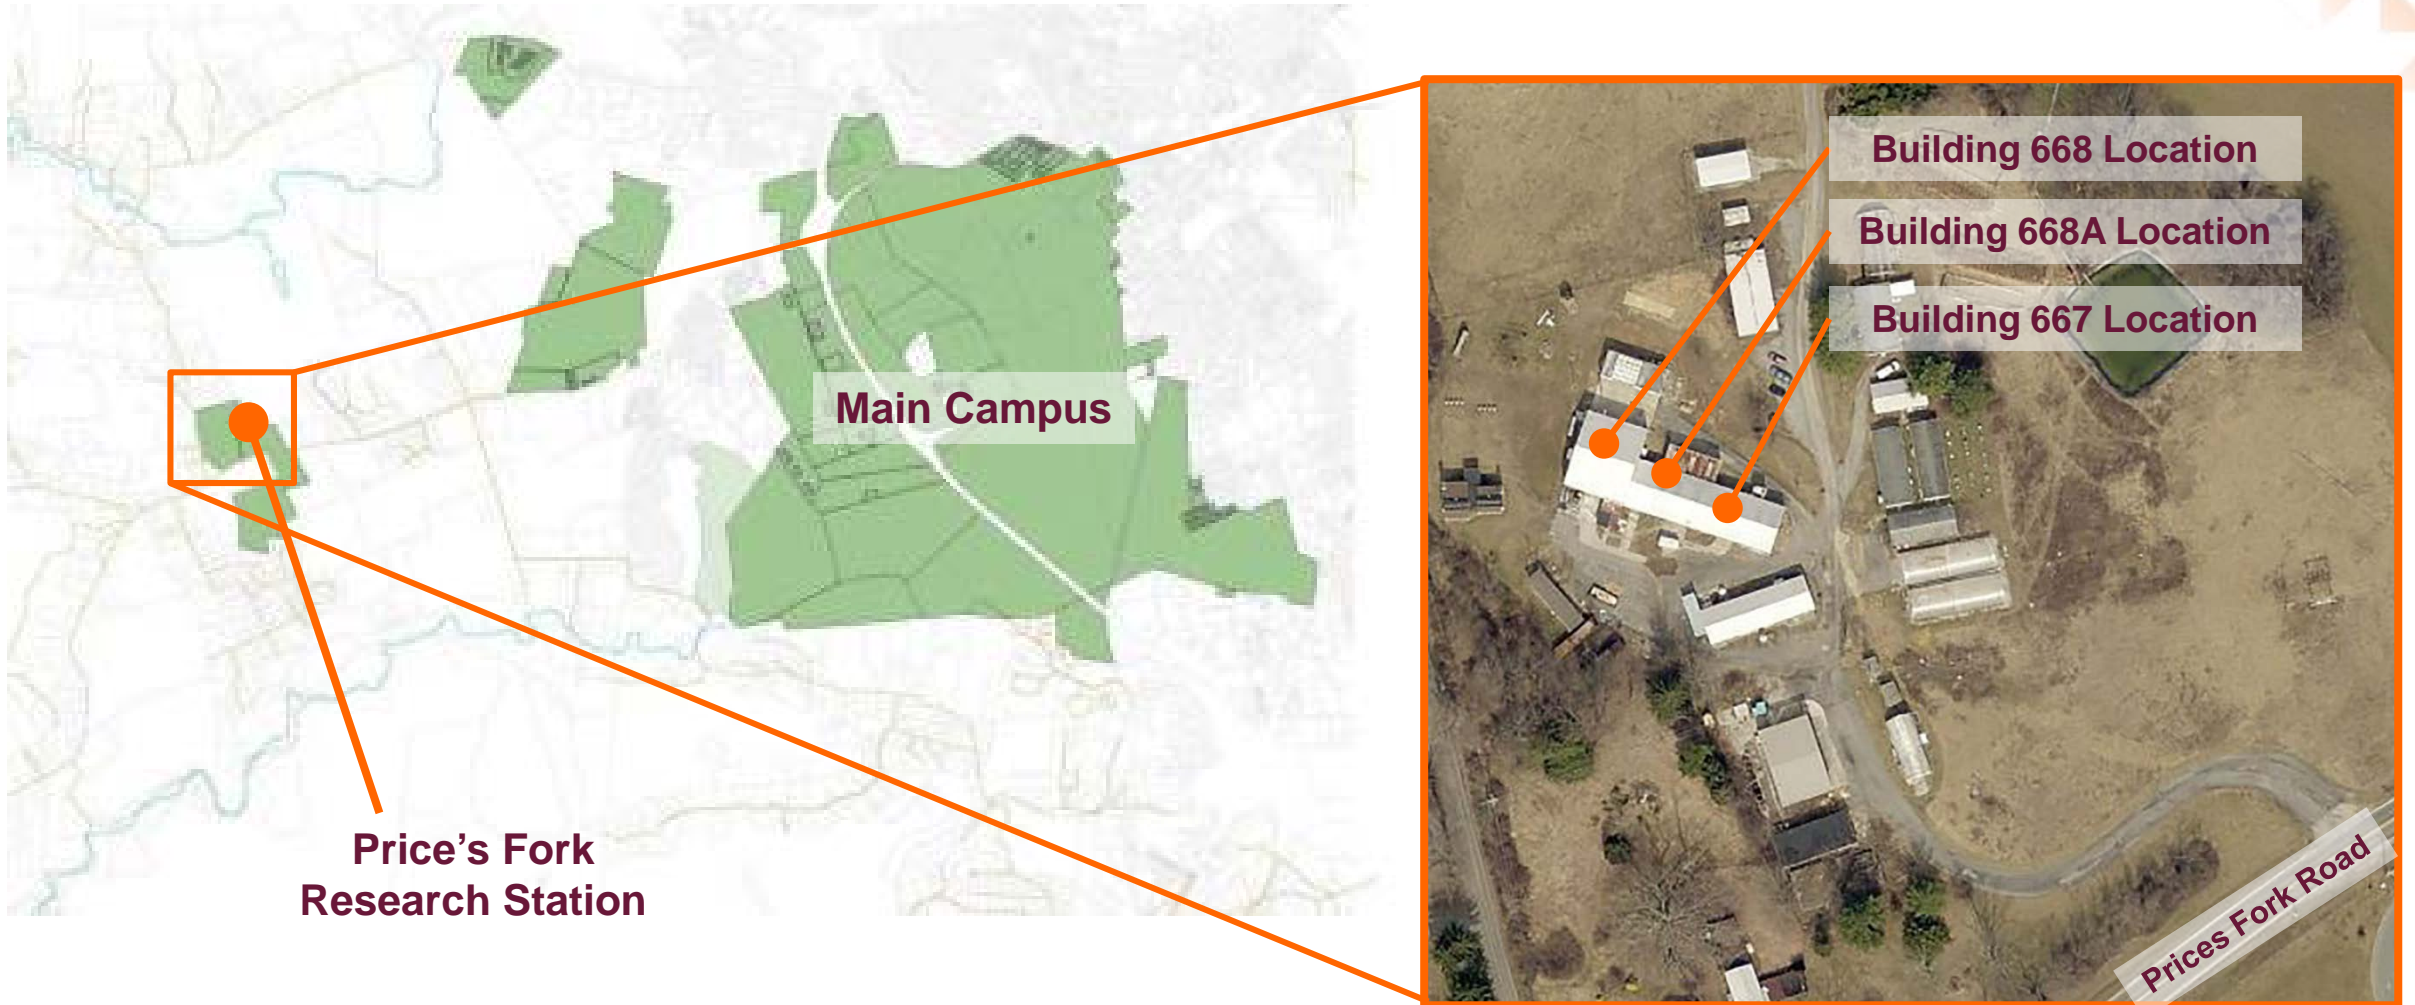 Building 668 Location
Building 668A Location
Building 667 Location
Main Campus
Price’s Fork
Research Station
Prices Fork Road